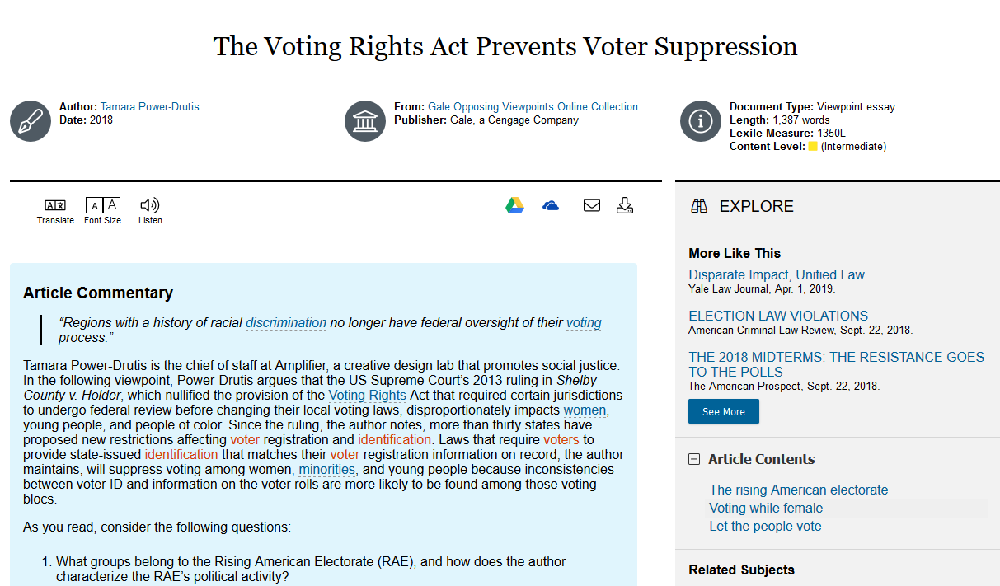 The Voting Rights Act Prevents Voter Suppression
Author: Tamara Power-Drutis
Date: 2018
From: Gale Opposing Viewpoints Online Collection
Publisher: Gale, a Cengage Company
Document Type: Viewpoint essay
Length: 1,387 words
Lexile Measure: 1350L
Content Level: (Intermediate)
Translate
Font Size
Listen
Article Commentary
“Regions with a history of racial discrimination no longer have federal oversight of their voting
process.”
Tamara Power-Drutis is the chief of staff at Amplifier, a creative design lab that promotes social justice.
In the following viewpoint, Power-Drutis argues that the US Supreme Court’s 2013 ruling in Shelby
County v. Holder, which nullified the provision of the Voting Rights Act that required certain jurisdictions
to undergo federal review before changing their local voting laws, disproportionately impacts women,
young people, and people of color. Since the ruling, the author notes, more than thirty states have
proposed new restrictions affecting voter registration and identification. Laws that require voters to
provide state-issued identification that matches their voter registration information on record, the author
maintains, will suppress voting among women, minorities, and young people because inconsistencies
between voter ID and information on the voter rolls are more likely to be found among those voting
blocs.
As you read, consider the following questions:
1. What groups belong to the Rising American Electorate (RAE), and how does the author
characterize the RAE’s political activity?
EXPLORE
More Like This
Disparate Impact, Unified Law
Yale Law Journal, Apr. 1, 2019.
ELECTION LAW VIOLATIONS
American Criminal Law Review, Sept. 22, 2018.
THE 2018 MIDTERMS: THE RESISTANCE GOES
TO THE POLLS
The American Prospect, Sept. 22, 2018.
See More
Article Contents
The rising American electorate
Voting while female
Let the people vote
Related Subjects